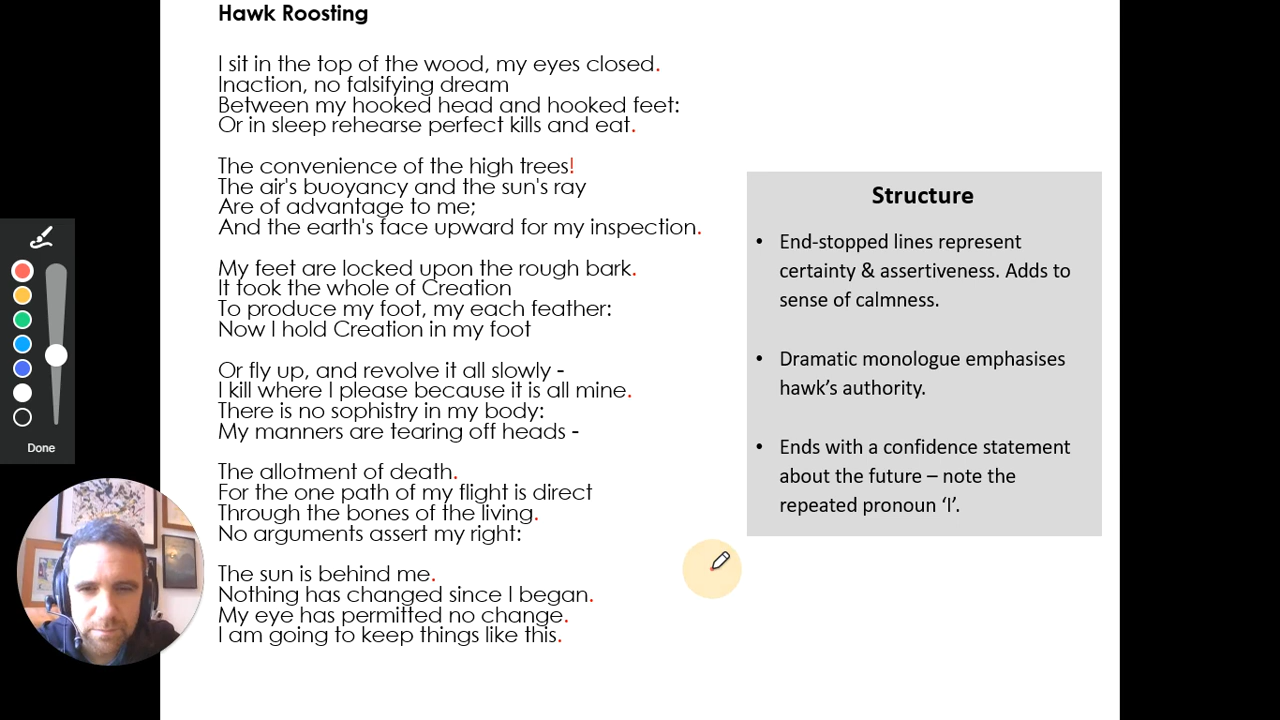 Hawk Roosting
I sit in the top of the wood, my eyes closed.
Inaction, no falsifying dream
Between my hooked head and hooked feet:
Or in sleep rehearse perfect kills and eat.
The convenience of the high trees!
The air's buoyancy and the sun's ray
Are of advantage to me;
And the earth's face upward for my inspection.
My feet are locked upon the rough bark.
It took the whole of Creation
To produce my foot, my each feather:
Now I hold Creation in my foot
Or fly up, and revolve it all slowly -
I kill where I please because it is all mine.
There is no sophistry in my body:
My manners are tearing off heads -
The allotment of death.
For the one path of my flight is direct
Through the bones of the living.
No arguments assert my right:
The sun is behind me.
Nothing has changed since I began.
My eye has permitted no change.
I am going to keep things like this.
Structure
• End-stopped lines represent
certainty & assertiveness. Adds to
sense of calmness.
• Dramatic monologue emphasises
hawk's authority.
• Ends with a confidence statement
about the future – note the
repeated pronoun ‘I’.
Done